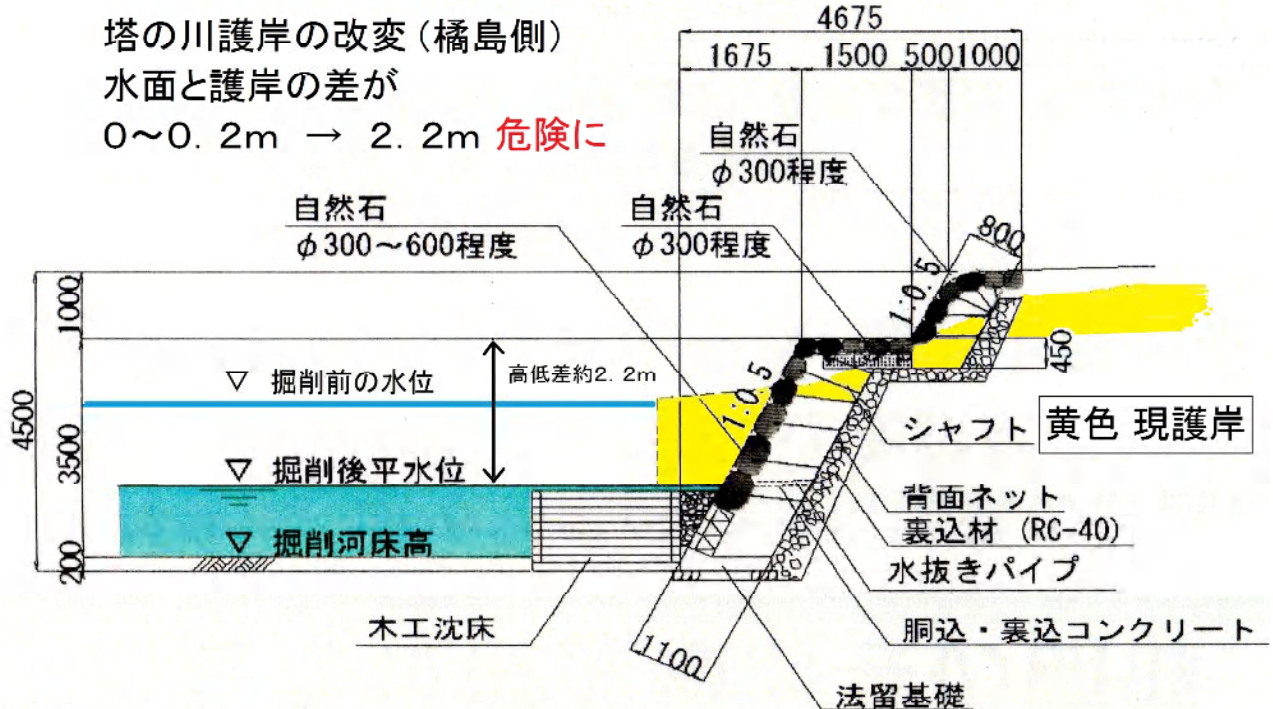 塔の川護岸の改変(橘島側)
水面と護岸の差が
0~0.2m → 2.2m 危険に
4675
1675
1500
500
1000
自然石
φ300程度
自然石
φ300~600程度
自然石
φ300程度
800
1:0.5
1000
450
▽ 掘削前の水位
高低差約2.2m
4500
1:0.5
シャフト
黄色 現護岸
3500
▽ 掘削後平水位
背面ネット
裏込材 (RC-40)
▽ 掘削河床高
200
水抜きパイプ
木工沈床
胴込・裏込コンクリート
1100
法留基礎